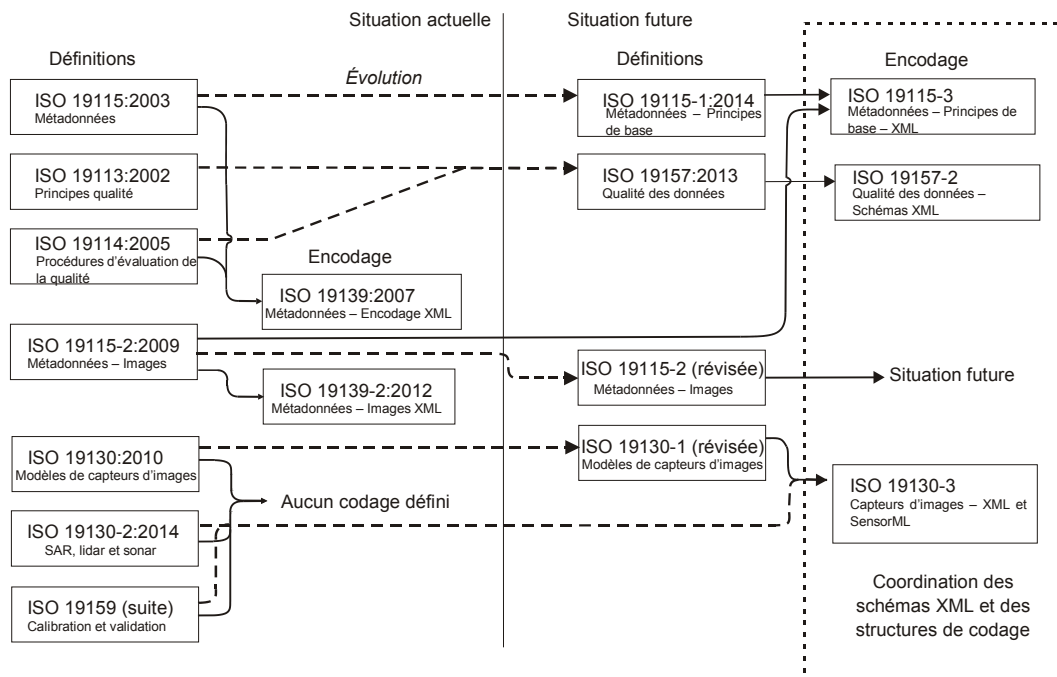 Situation actuelle
Situation future
Définitions
Évolution
Définitions
Encodage
ISO 19115:2003
Métadonnées
ISO 19115-1:2014
Métadonnées – Principes
de base
ISO 19115-3
Métadonnées – Principes de
base – XML
ISO 19113:2002
Principes qualité
ISO 19157:2013
Qualité des données
ISO 19157-2
Qualité des données –
Schémas XML
ISO 19114:2005
Procédures d'évaluation de
la qualité
Encodage
ISO 19139:2007
Métadonnées – Encodage XML
ISO 19115-2:2009
Métadonnées – Images
ISO 19139-2:2012
Métadonnées – Images XML
ISO 19115-2 (révisée)
Métadonnées – Images
Situation future
ISO 19130:2010
Modèles de capteurs d'images
ISO 19130-1 (révisée)
Modèles de capteurs d'images
Aucun codage défini
ISO 19130-3
Capteurs d'images – XML et
SensorML
ISO 19130-2:2014
SAR, lidar et sonar
ISO 19159 (suite)
Calibration et validation
Coordination des
schémas XML et des
structures de codage